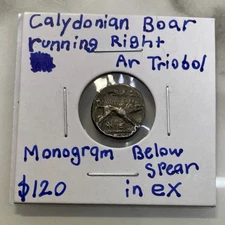 Calydonian Boar
running Right
Ar Triobol
Monogram Below
Spear
$120 in ex